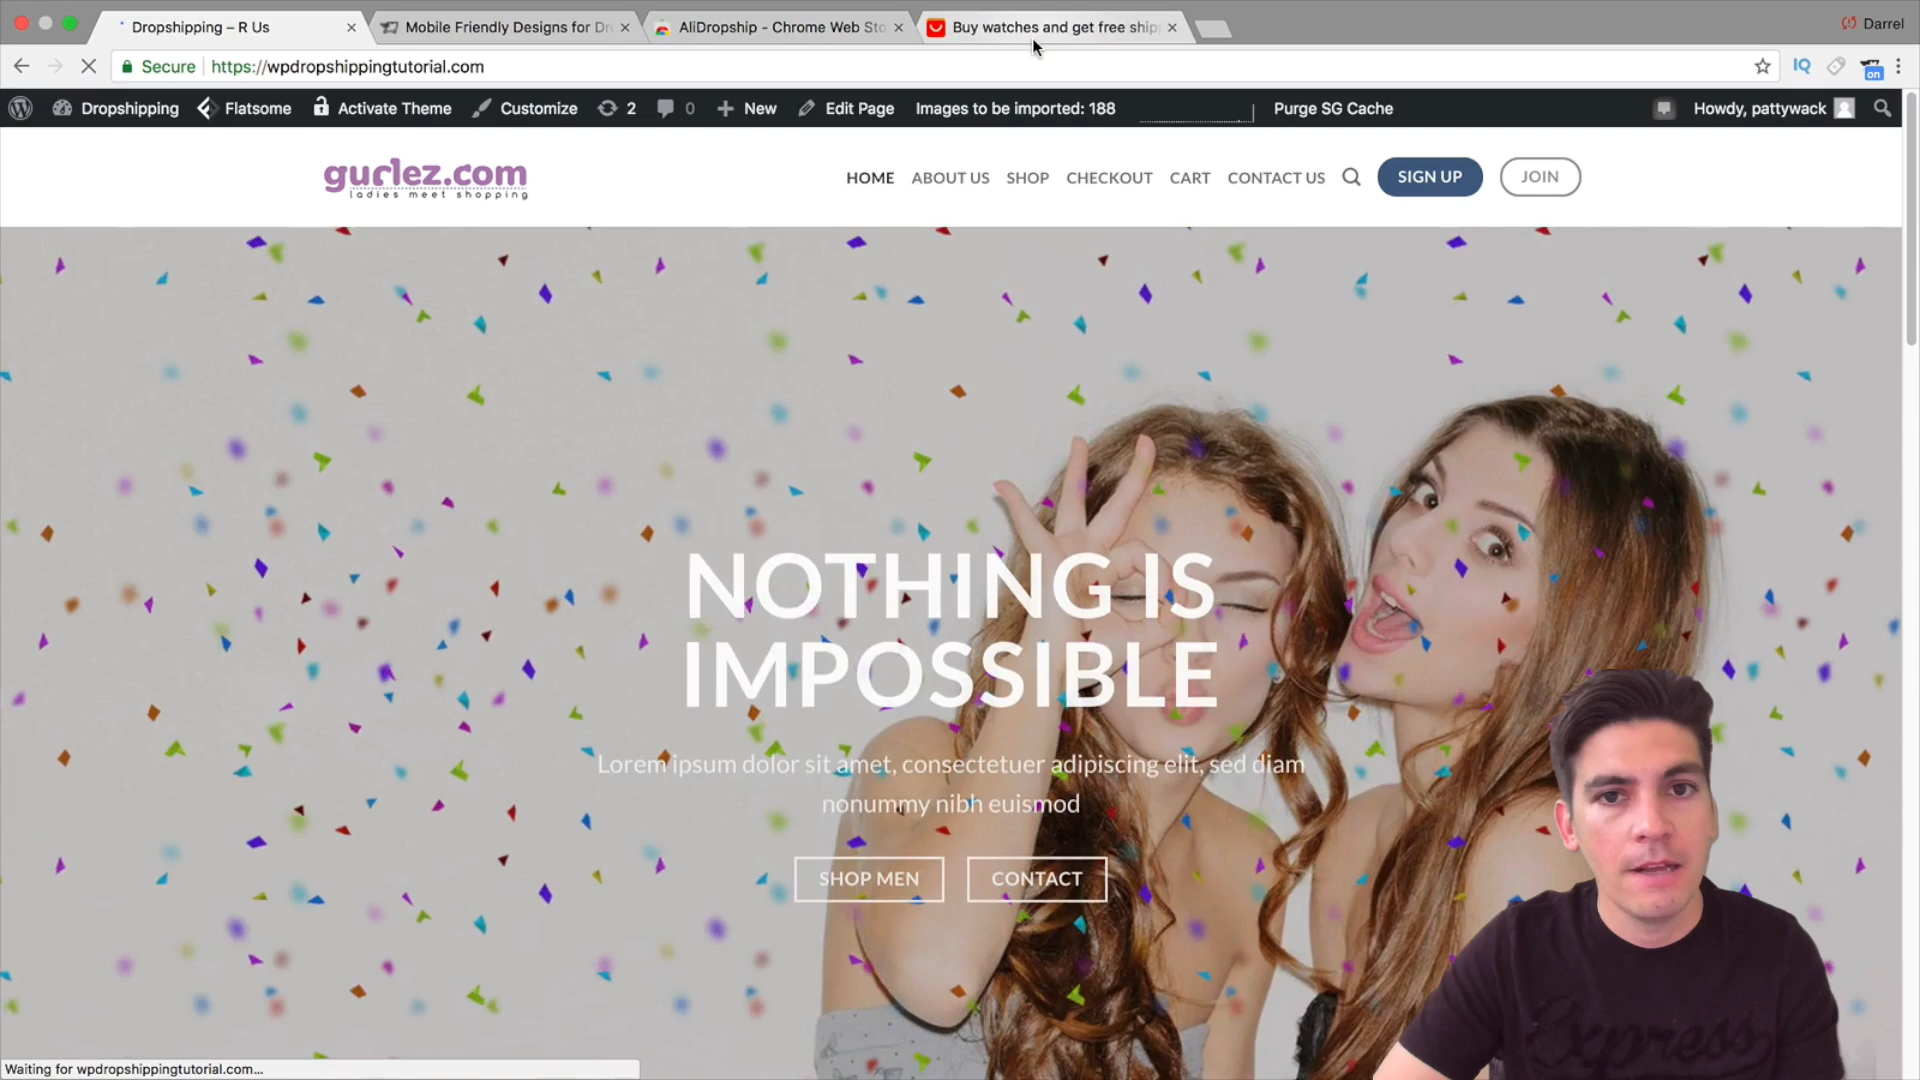 Dropshipping – R Us
Mobile Friendly Designs for Dr
AliDropship - Chrome Web Sto
Buy watches and get free ship
Darrel
Secure
https://wpdropshippingtutorial.com
IQ
on
Dropshipping
Flatsome
Activate Theme
Customize
2
0
New
Edit Page
Images to be imported: 188
Purge SG Cache
Howdy, pattywack
gurlez.com
ladies meet shopping
HOME
ABOUT US
SHOP
CHECKOUT
CART
CONTACT US
SIGN UP
JOIN
NOTHING IS
IMPOSSIBLE
Lorem ipsum dolor sit amet, consectetuer adipiscing elit, sed diam
nonummy nibh euismod
SHOP MEN
CONTACT
Express
Waiting for wpdropshippingtutorial.com...